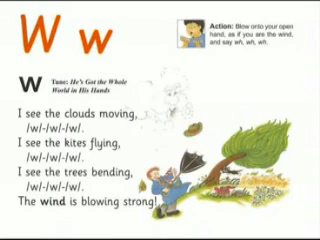 W w
Action: Blow onto your open
hand, as if you are the wind,
and say wh, wh, wh.
w
Tune: He's Got the Whole
World in His Hands
I see the clouds moving,
/w/-/w/-/w/.
I see the kites flying,
/w/-/w/-/w/.
I see the trees bending,
/w/-/w/-/w/.
The wind is blowing strong!